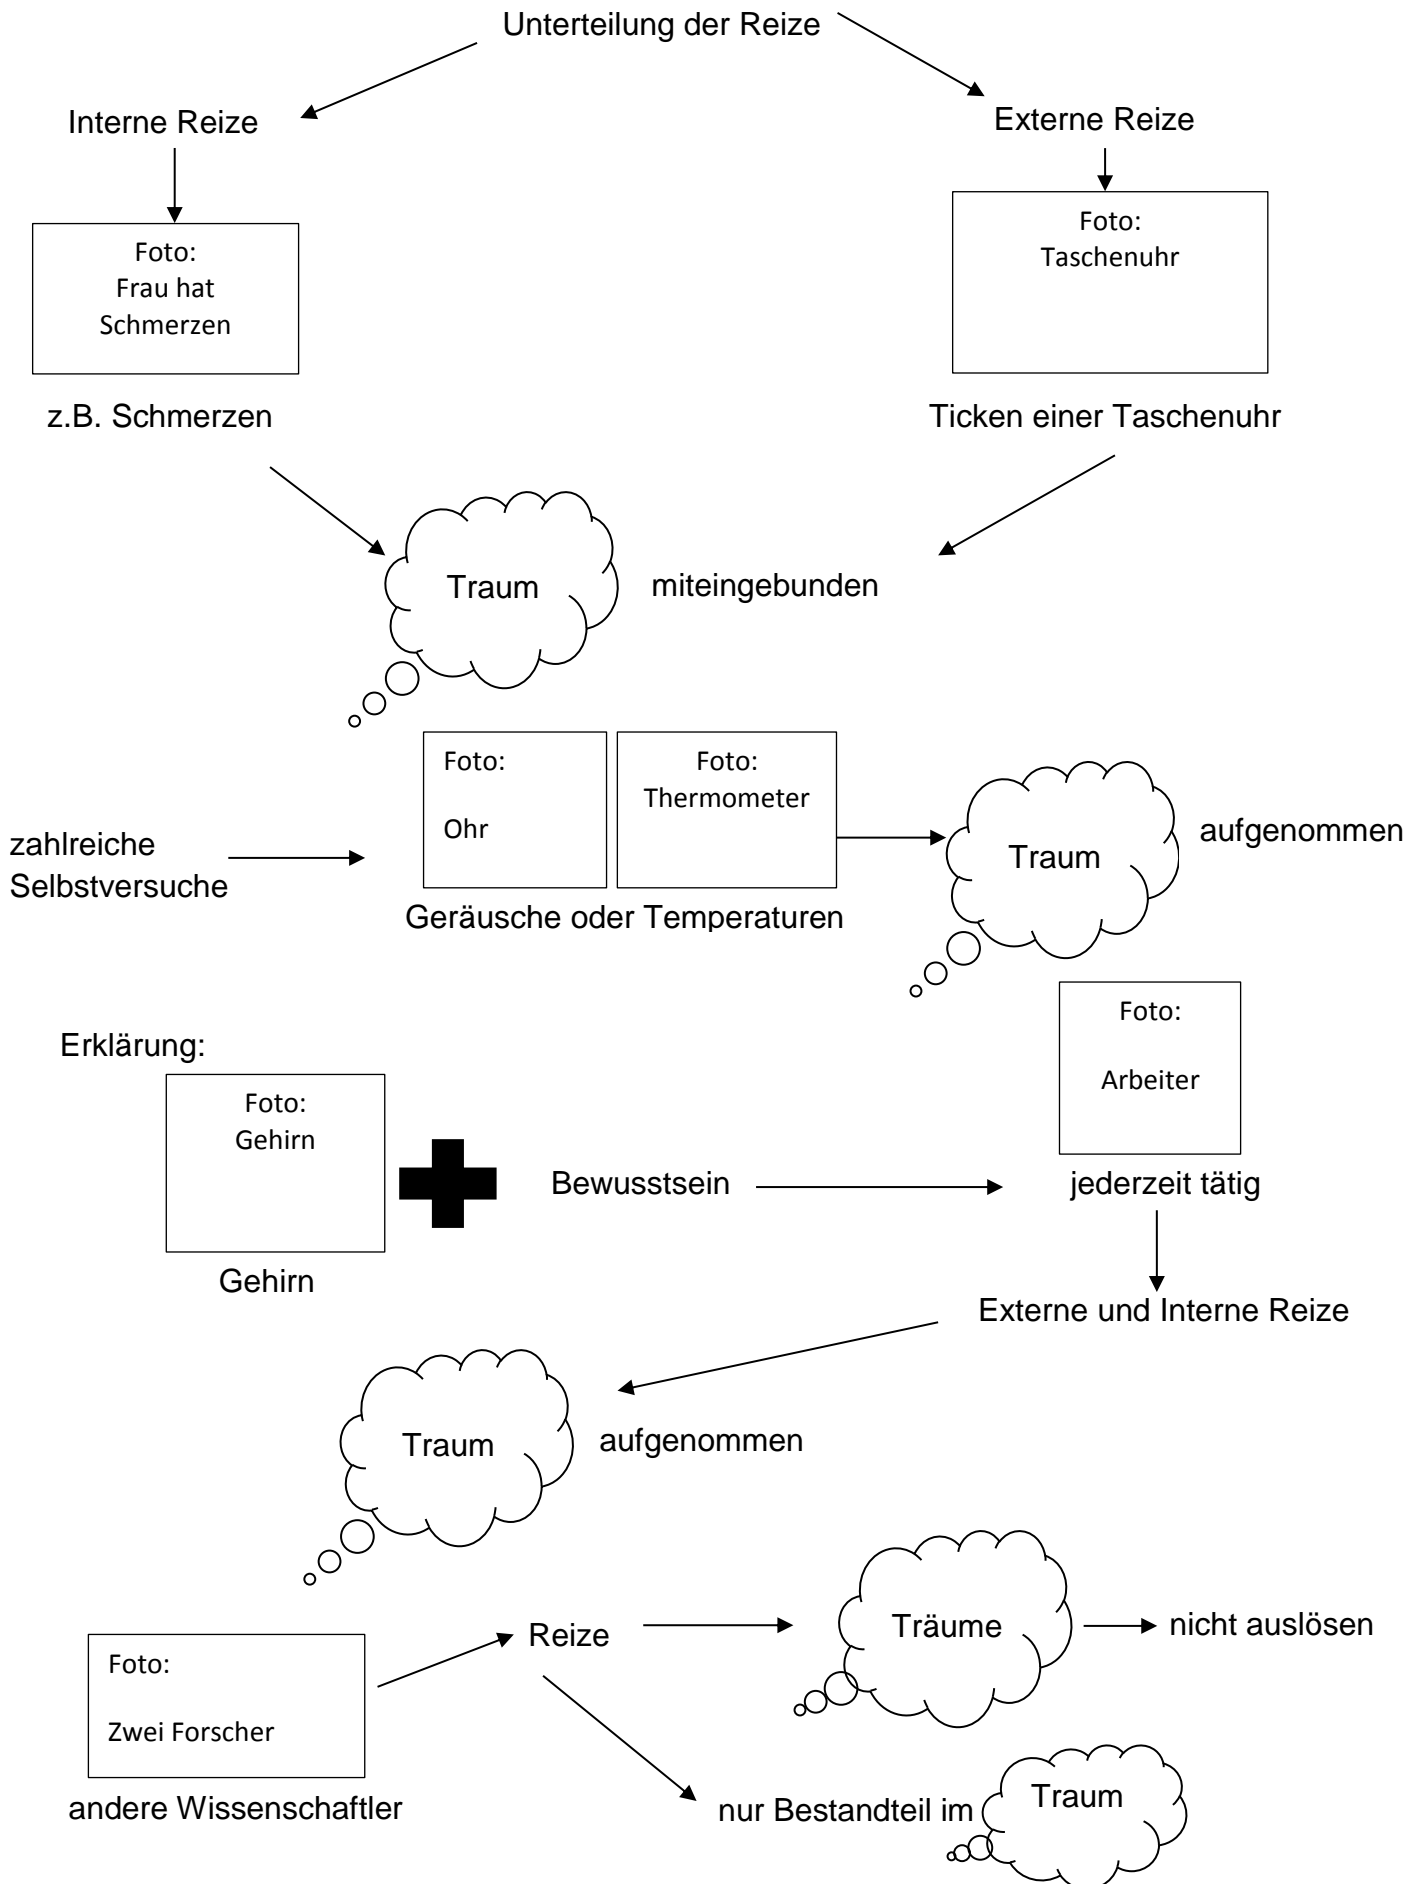 Unterteilung der Reize
Interne Reize
Externe Reize
Foto:
Frau hat
Schmerzen
Foto:
Taschenuhr
z.B. Schmerzen
Ticken einer Taschenuhr
Traum
miteingebunden
zahlreiche
Selbstversuche
Foto:
Ohr
Foto:
Thermometer
Geräusche oder Temperaturen
Traum
aufgenommen
Erklärung:
Foto:
Gehirn
Gehirn
Bewusstsein
Foto:
Arbeiter
jederzeit tätig
Externe und Interne Reize
Traum
aufgenommen
Foto:
Zwei Forscher
andere Wissenschaftler
Reize
Träume
nicht auslösen
nur Bestandteil im
Traum